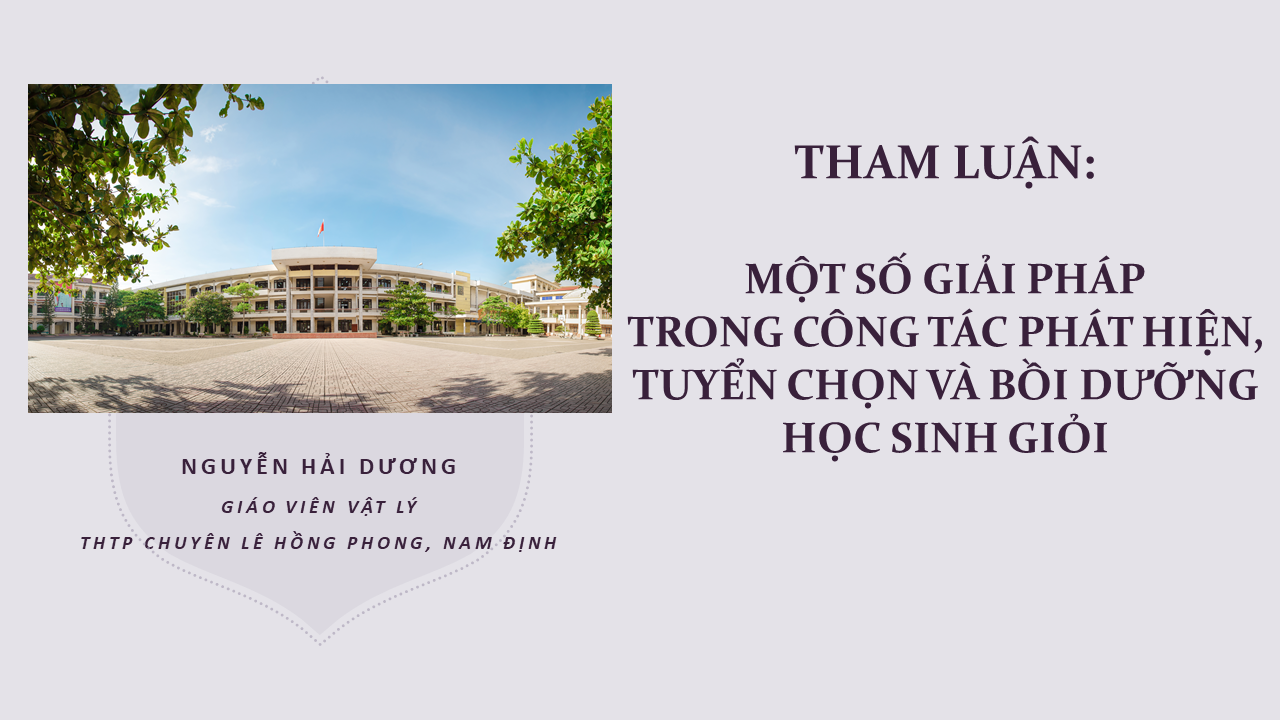 THAM LUẬN:
MỘT SỐ GIẢI PHÁP
TRONG CÔNG TÁC PHÁT HIỆN,
TUYỂN CHỌN VÀ BỒI DƯỠNG
HỌC SINH GIỎI
NGUYỄN HẢI DƯƠNG
GIÁO VIÊN VẬT LÝ
THTP CHUYÊN LÊ HỒNG PHONG, NAM ĐỊNH